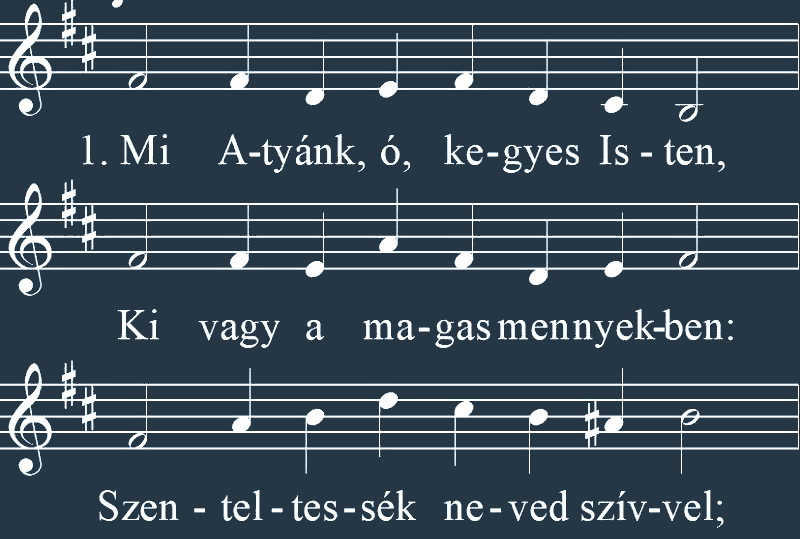 1. Mi A-tyánk, ó, ke-gyes Is - ten,
Ki vagy a ma-gas mennyek-ben:
Szen - tel - tes-sék ne-ved szív-vel;